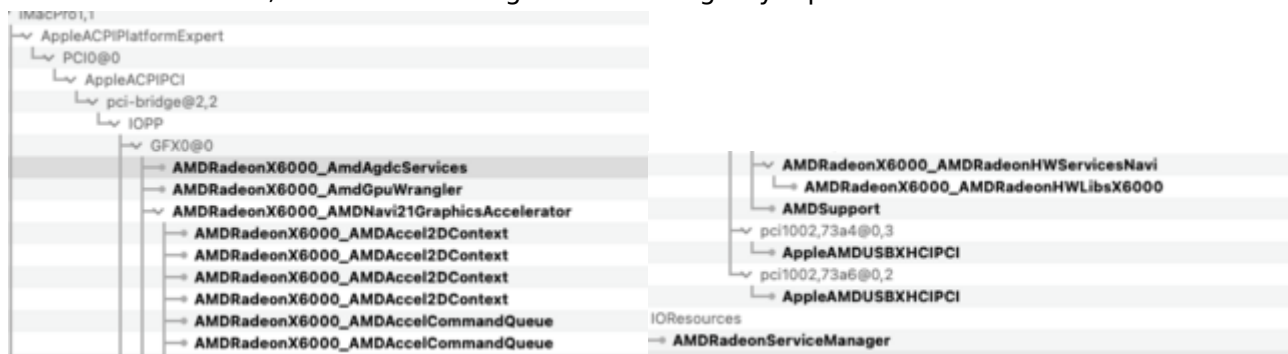 iMacPro1,1
AppleACPIPlatformExpert
PCI0@0
AppleACPIPCI
pci-bridge@2,2
IOPP
GFX0@0
AMDRadeonX6000_AmdAgdcServices
AMDRadeonX6000_AmdGpuWrangler
AMDRadeonX6000_AMDNavi21GraphicsAccelerator
AMDRadeonX6000_AMDAccel2DContext
AMDRadeonX6000_AMDAccel2DContext
AMDRadeonX6000_AMDAccel2DContext
AMDRadeonX6000_AMDAccel2DContext
AMDRadeonX6000_AMDAccelCommandQueue
AMDRadeonX6000_AMDAccelCommandQueue
AMDRadeonX6000_AMDRadeonHWServicesNavi
AMDRadeonX6000_AMDRadeonHWLibsX6000
AMDSupport
pci1002,73a4@0,3
AppleAMDUSBXHCIPCI
pci1002,73a6@0,2
AppleAMDUSBXHCIPCI
IOResources
AMDRadeonServiceManager